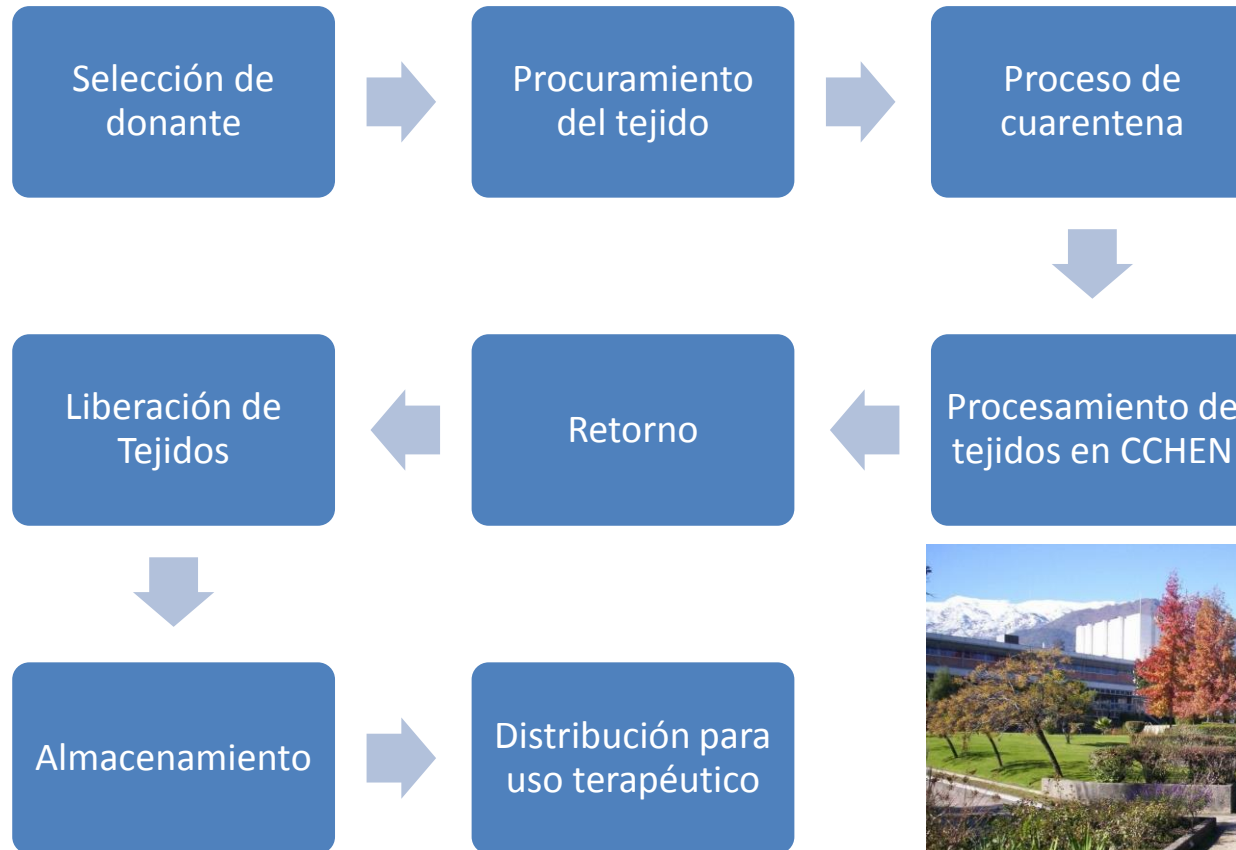 Selección de
donante
Procuramiento
del tejido
Proceso de
cuarentena
Procesamiento de
tejidos en CCHEN
Retorno
Liberación de
Tejidos
Almacenamiento
Distribución para
uso terapéutico